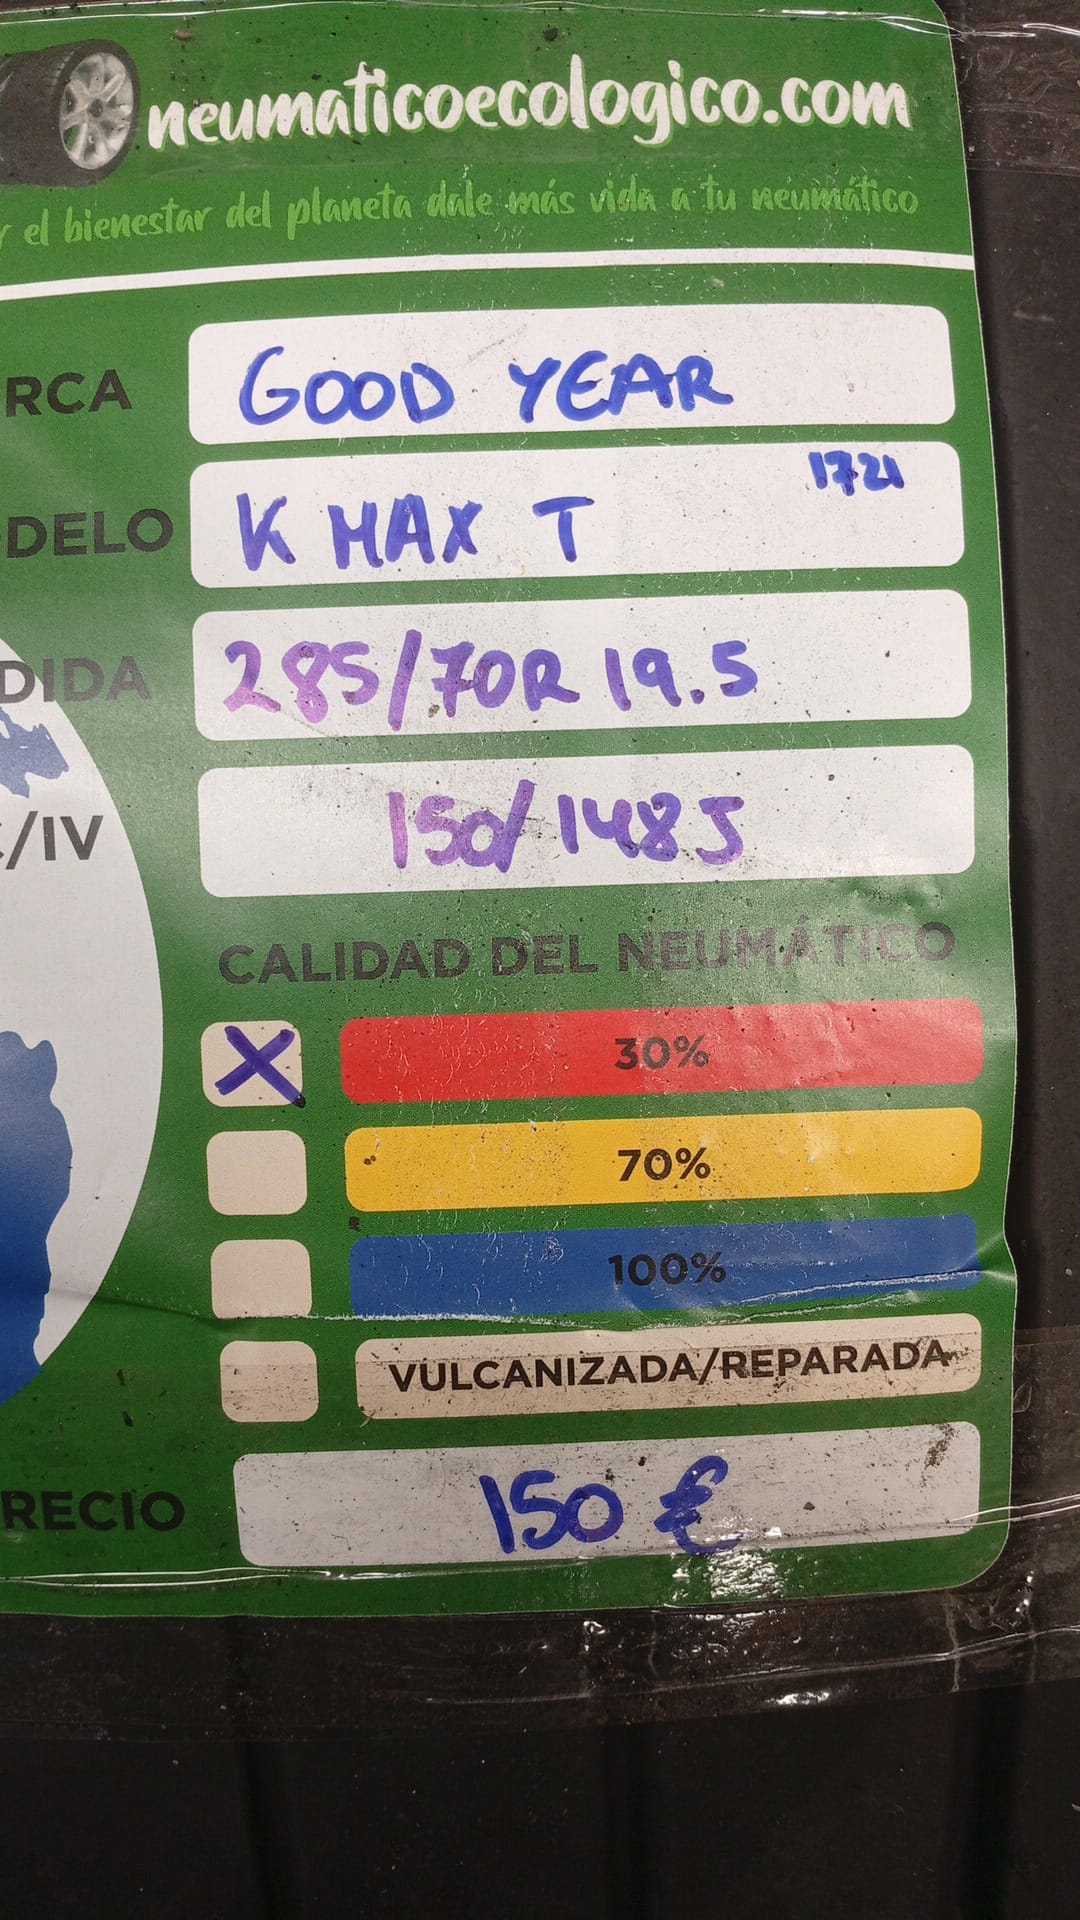 neumaticoecologico.com
r el bienestar del planeta dale más vida a tu neumático
RCA GOOD YEAR
DELO K MAX T 1721
DIDA 285/70R 19.5
C/IV 150/148J
CALIDAD DEL NEUMÁTICO
X 30%
70%
100%
VULCANIZADA/REPARADA
RECIO 150 €